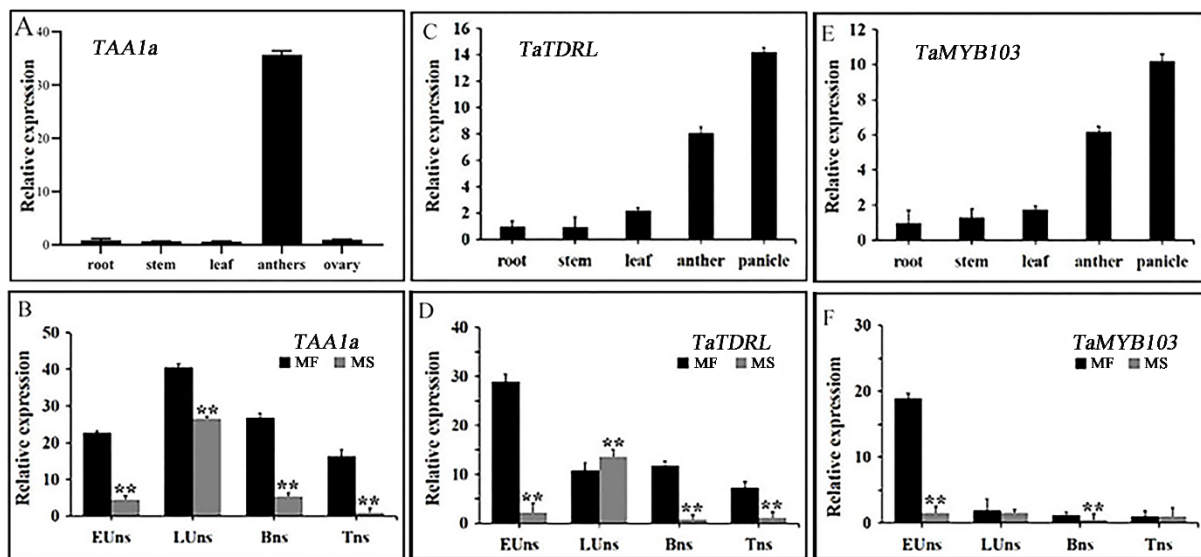 A
TAA1a
Relative expression
40
30
20
10
0
root stem leaf anthers ovary
C
TaTDRL
Relative expression
16
14
12
10
8
6
4
2
0
root stem leaf anther panicle
E
TaMYB103
Relative expression
12
10
8
6
4
2
0
root stem leaf anther panicle
B
TAA1a
MF MS
Relative expression
50
40
30
20
10
0
** ** ** **
EUns LUns Bns Tns
D
TaTDRL
MF MS
Relative expression
40
30
20
10
0
** ** ** **
EUns LUns Bns Tns
F
TaMYB103
MF MS
Relative expressiom
30
20
10
0
** **
EUns LUns Bns Tns